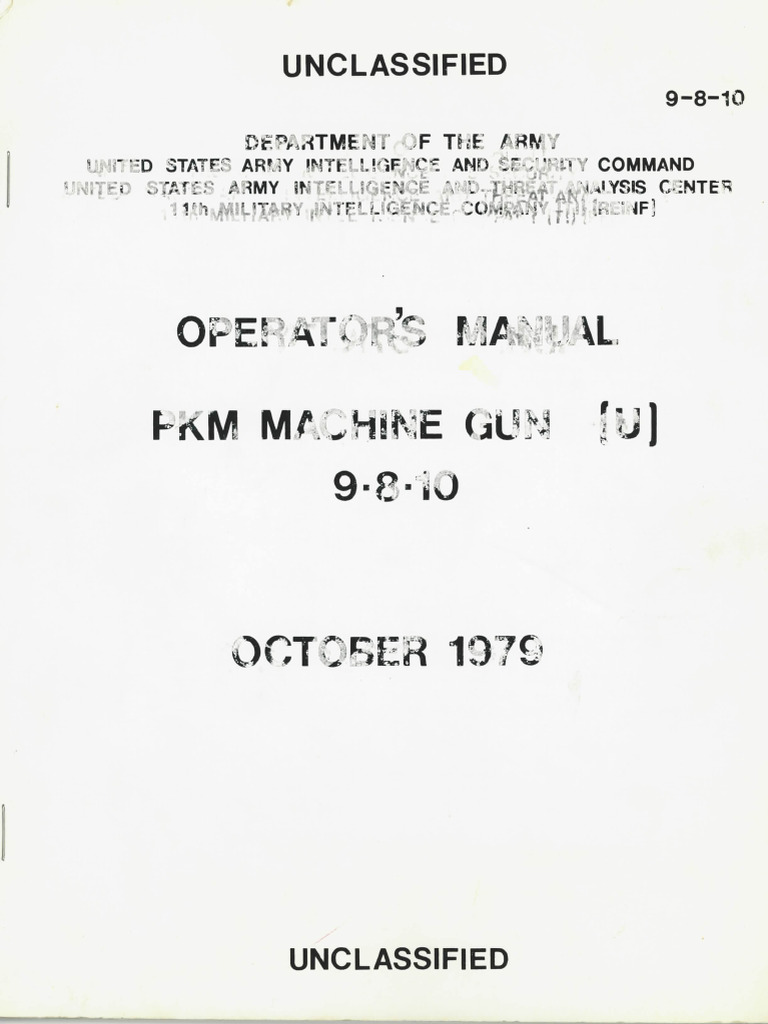 UNCLASSIFIED
9-8-10
DEPARTMENT OF THE ARMY
UNITED STATES ARMY INTELLIGENCE AND SECURITY COMMAND
UNITED STATES ARMY INTELLIGENCE AND THREAT ANALYSIS CENTER
11th MILITARY INTELLIGENCE COMPANY (TI) (REINF)
OPERATOR'S MANUAL
PKM MACHINE GUN (U)
9·8·10
OCTOBER 1979
UNCLASSIFIED